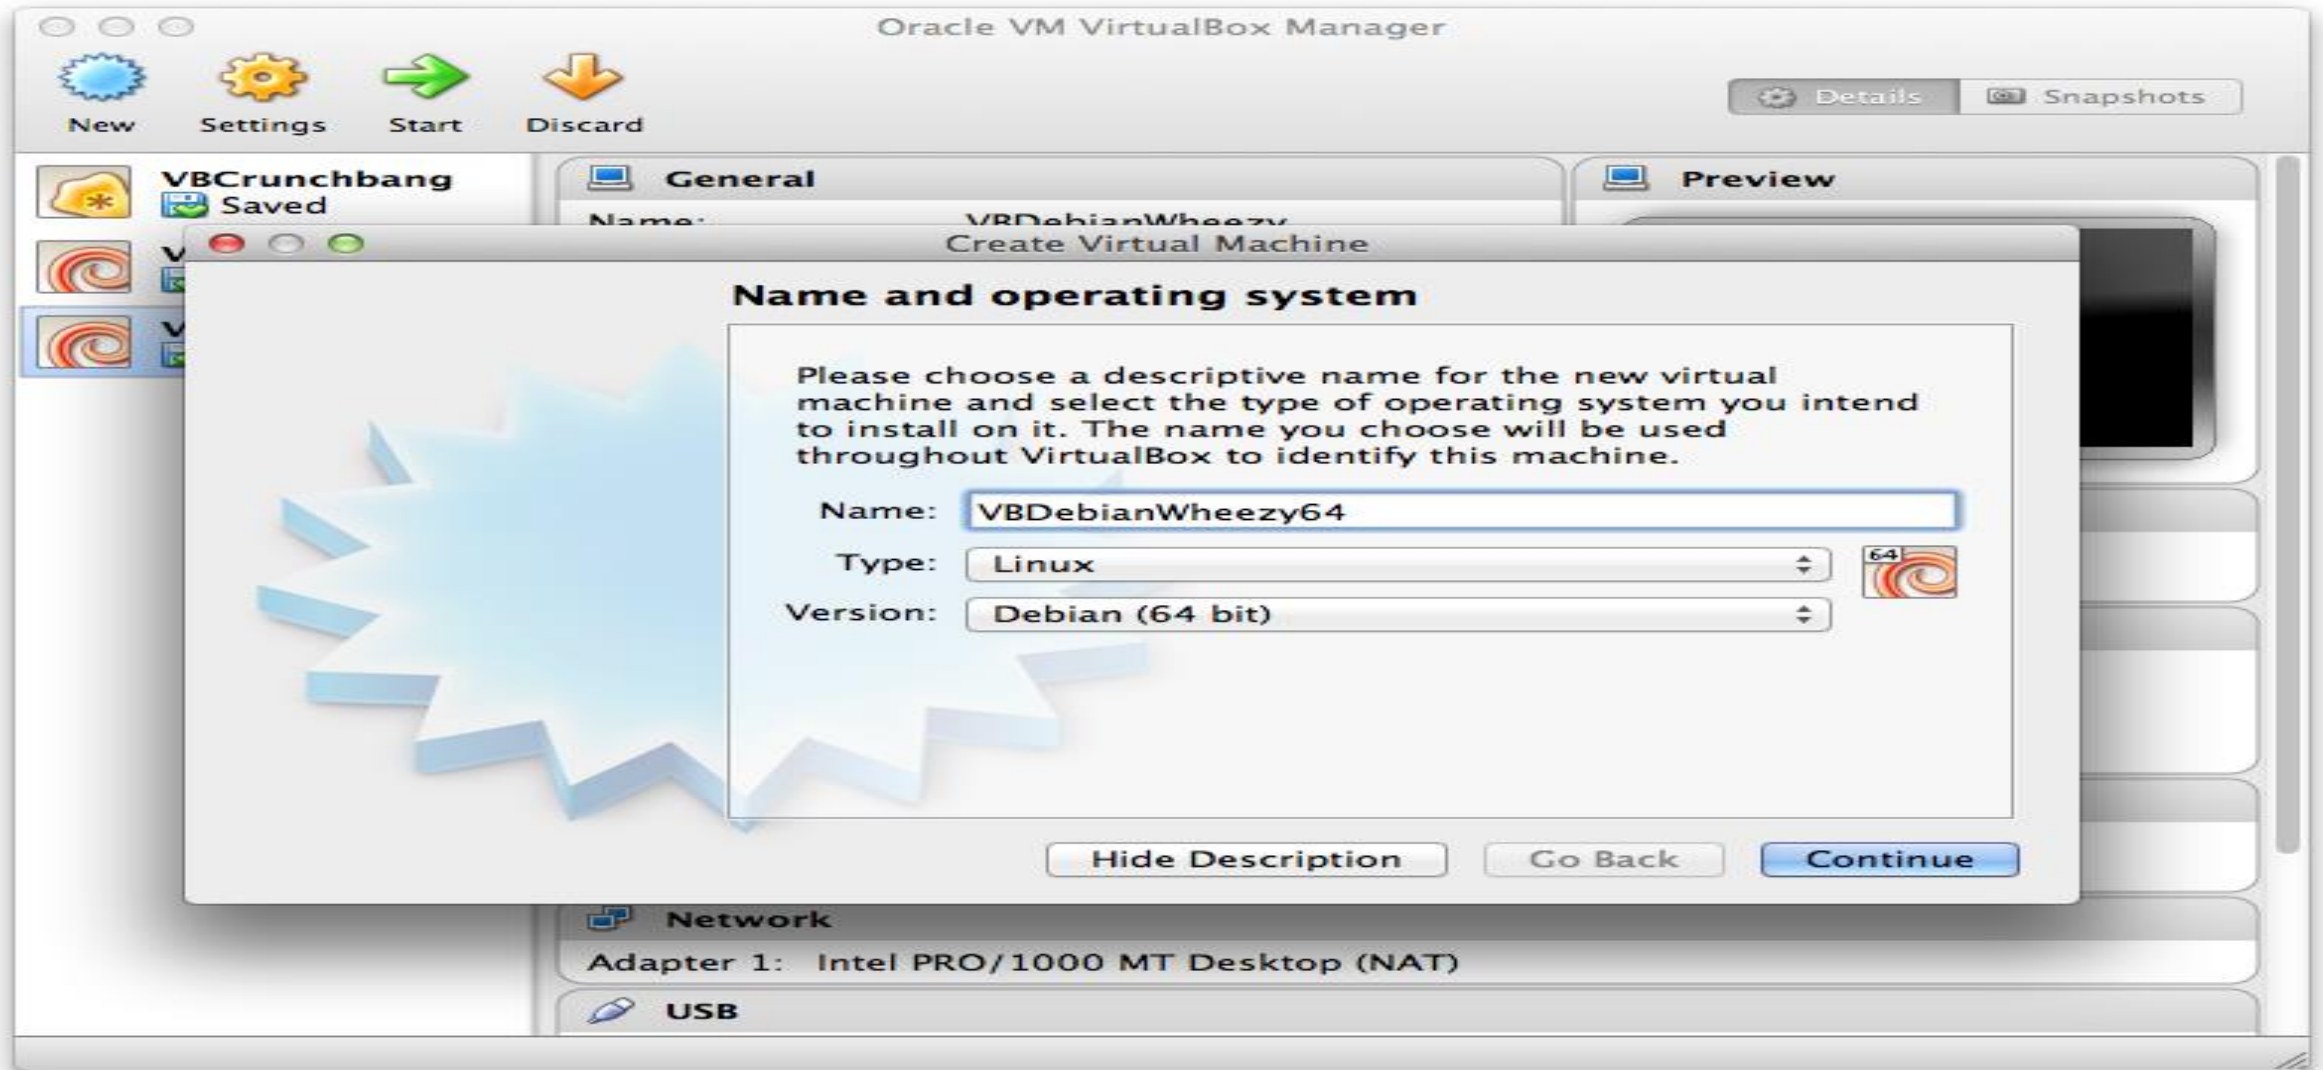 Oracle VM VirtualBox Manager
New Settings Start Discard
Details Snapshots
VBCrunchbang
Saved
General
Preview
Name: VBDebianWheezy
Create Virtual Machine
Name and operating system
Please choose a descriptive name for the new virtual
machine and select the type of operating system you intend
to install on it. The name you choose will be used
throughout VirtualBox to identify this machine.
Name: VBDebianWheezy64
Type: Linux
64
Version: Debian (64 bit)
Hide Description Go Back Continue
Network
Adapter 1: Intel PRO/1000 MT Desktop (NAT)
USB